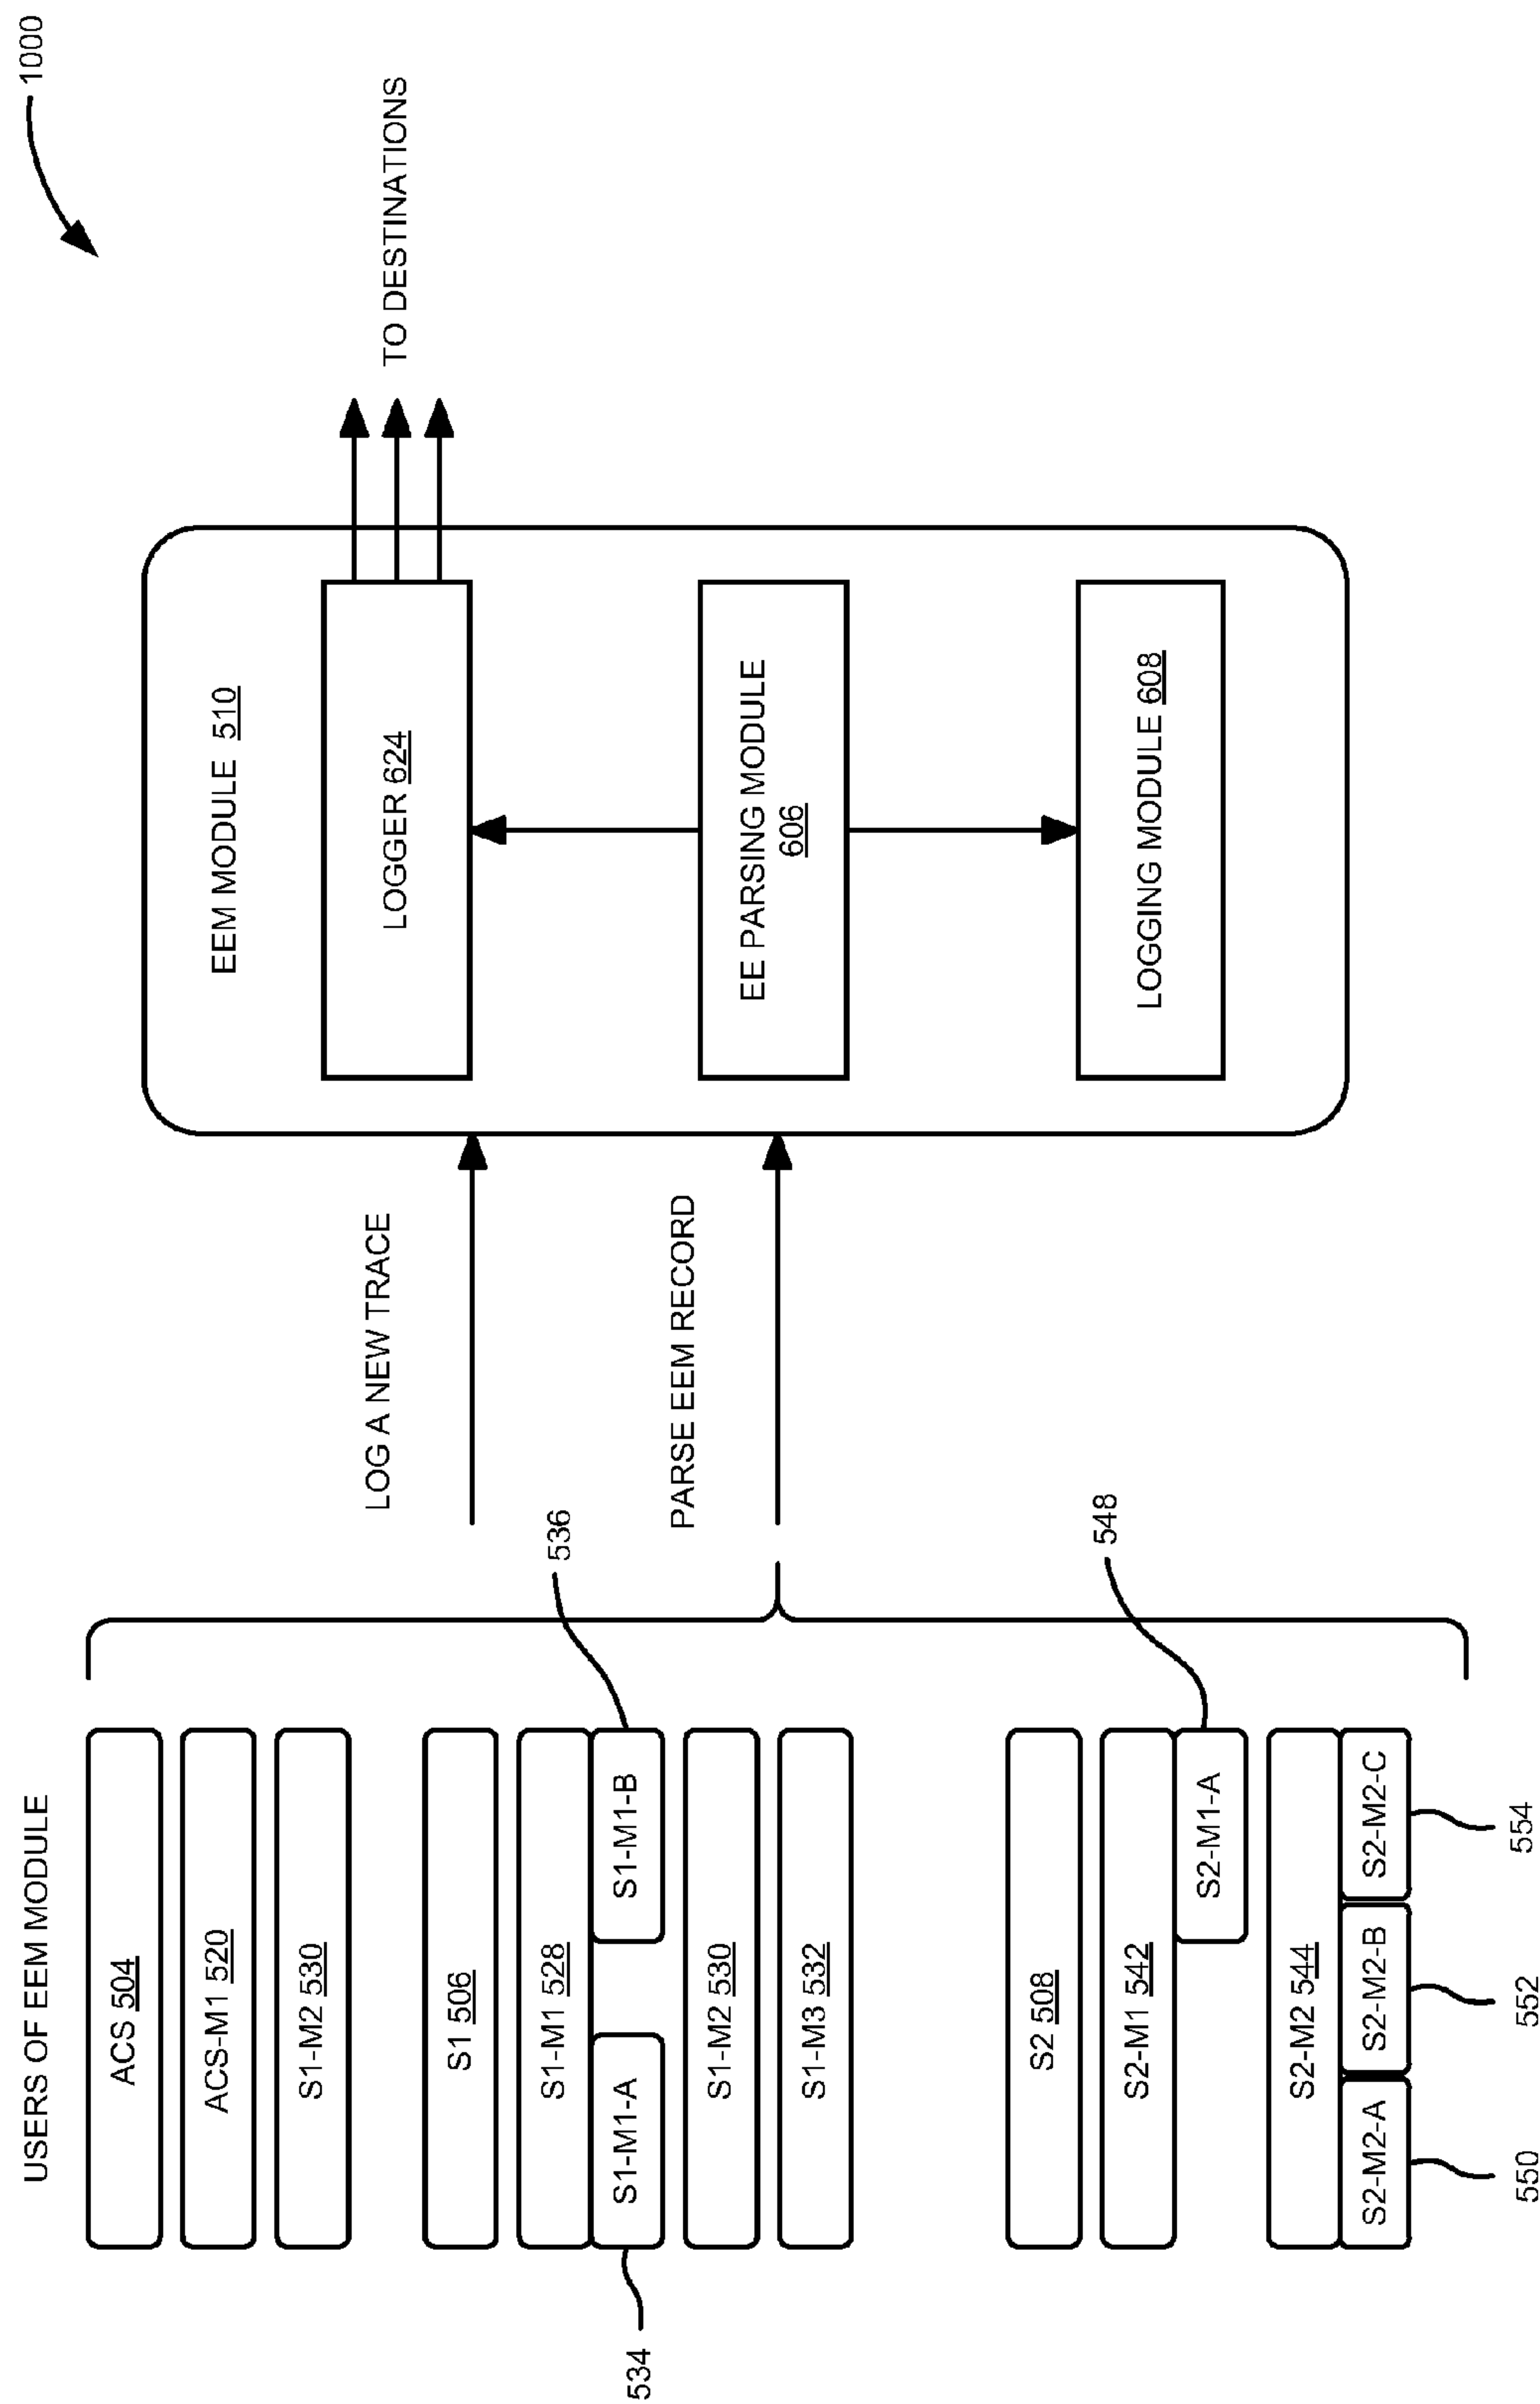 1000
USERS OF EEM MODULE
ACS 504
ACS-M1 520
S1-M2 530
S1 506
S1-M1 528
S1-M1-A
S1-M1-B
534
536
S1-M2 530
S1-M3 532
S2 508
S2-M1 542
S2-M1-A
548
S2-M2 544
S2-M2-A
S2-M2-B
S2-M2-C
550
552
554
LOG A NEW TRACE
PARSE EEM RECORD
EEM MODULE 510
LOGGER 624
EE PARSING MODULE
606
LOGGING MODULE 608
TO DESTINATIONS